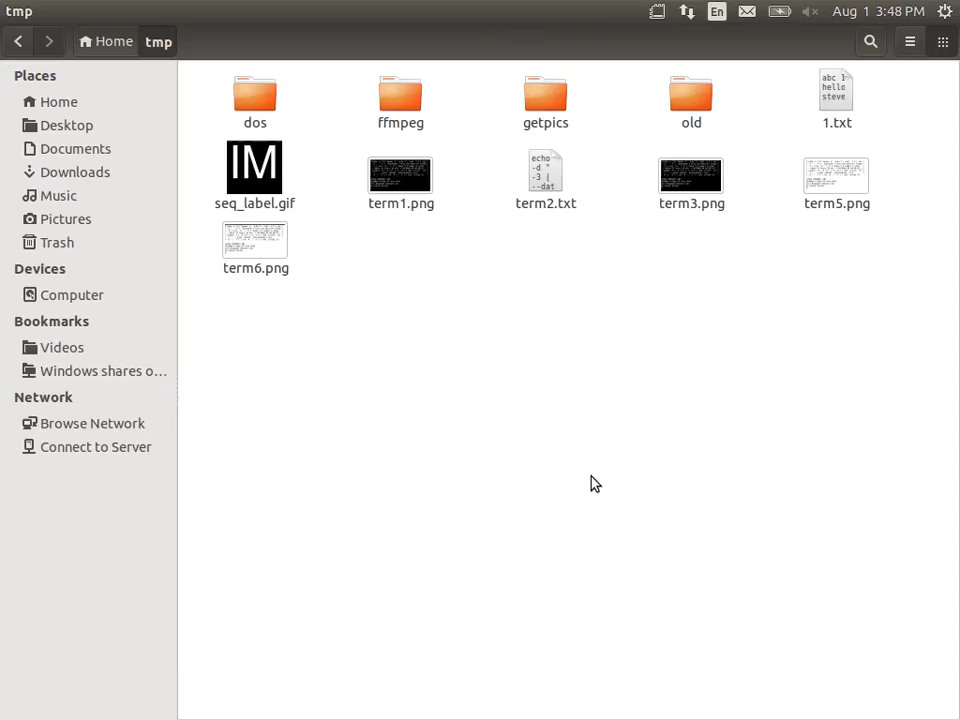 tmp
En
Aug 1 3:48 PM
Home
tmp
Places
Home
Desktop
Documents
Downloads
Music
Pictures
Trash
Devices
Computer
Bookmarks
Videos
Windows shares o…
Network
Browse Network
Connect to Server
dos
ffmpeg
getpics
old
abc 1
hello
steve
1.txt
IM
seq_label.gif
term1.png
echo
-d "
-3 [
--dat
term2.txt
term3.png
term5.png
term6.png